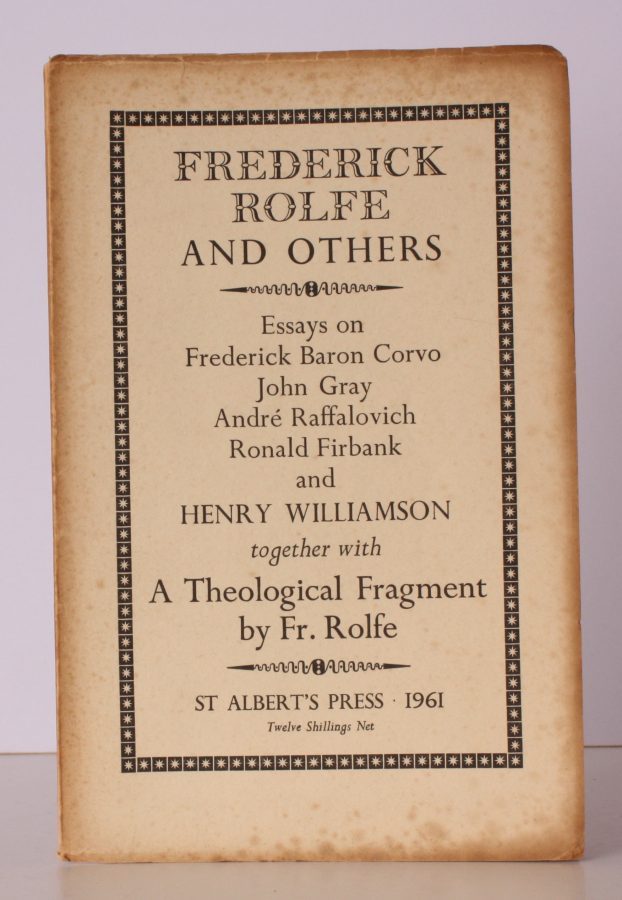 FREDERICK
ROLFE
AND OTHERS
Essays on
Frederick Baron Corvo
John Gray
André Raffalovich
Ronald Firbank
and
HENRY WILLIAMSON
together with
A Theological Fragment
by Fr. Rolfe
ST ALBERT'S PRESS · 1961
Twelve Shillings Net